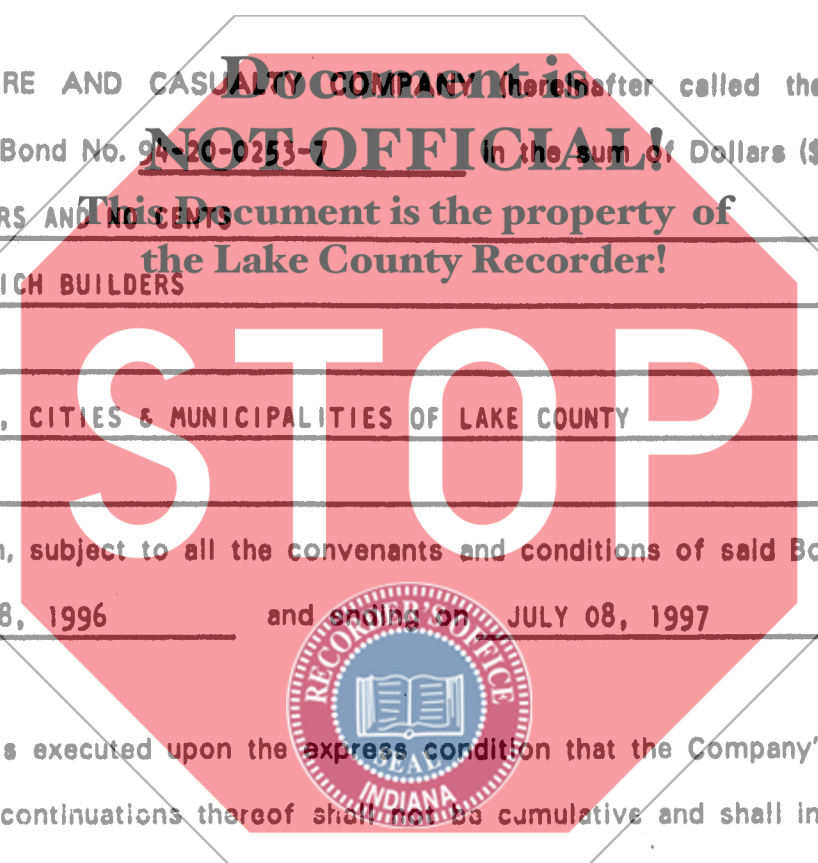 Document is
NOT OFFICIAL!
This Document is the property of
the Lake County Recorder!
STOP
RECORDER'S OFFICE
SEAL
INDIANA
RE AND CASUALTY COMPANY (hereinafter called the
Bond No. 94-20-0253-7 in the sum of Dollars ($
RS AND NO CENTS
ICH BUILDERS
, CITIES & MUNICIPALITIES OF LAKE COUNTY
, subject to all the convenants and conditions of said Bo
8, 1996 and ending on JULY 08, 1997
s executed upon the express condition that the Company'
continuations thereof shall not be cumulative and shall in